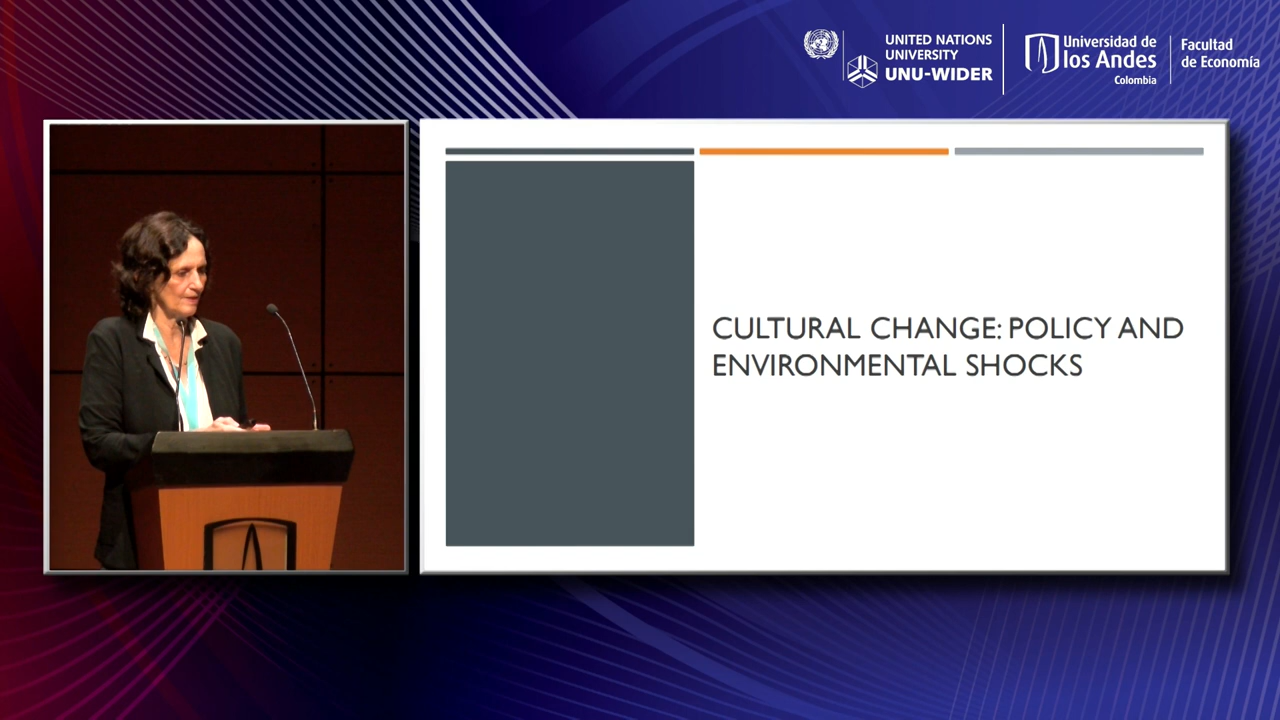 UNITED NATIONS
UNIVERSITY
UNU-WIDER
Universidad de
los Andes
Colombia
Facultad
de Economía
CULTURAL CHANGE: POLICY AND
ENVIRONMENTAL SHOCKS